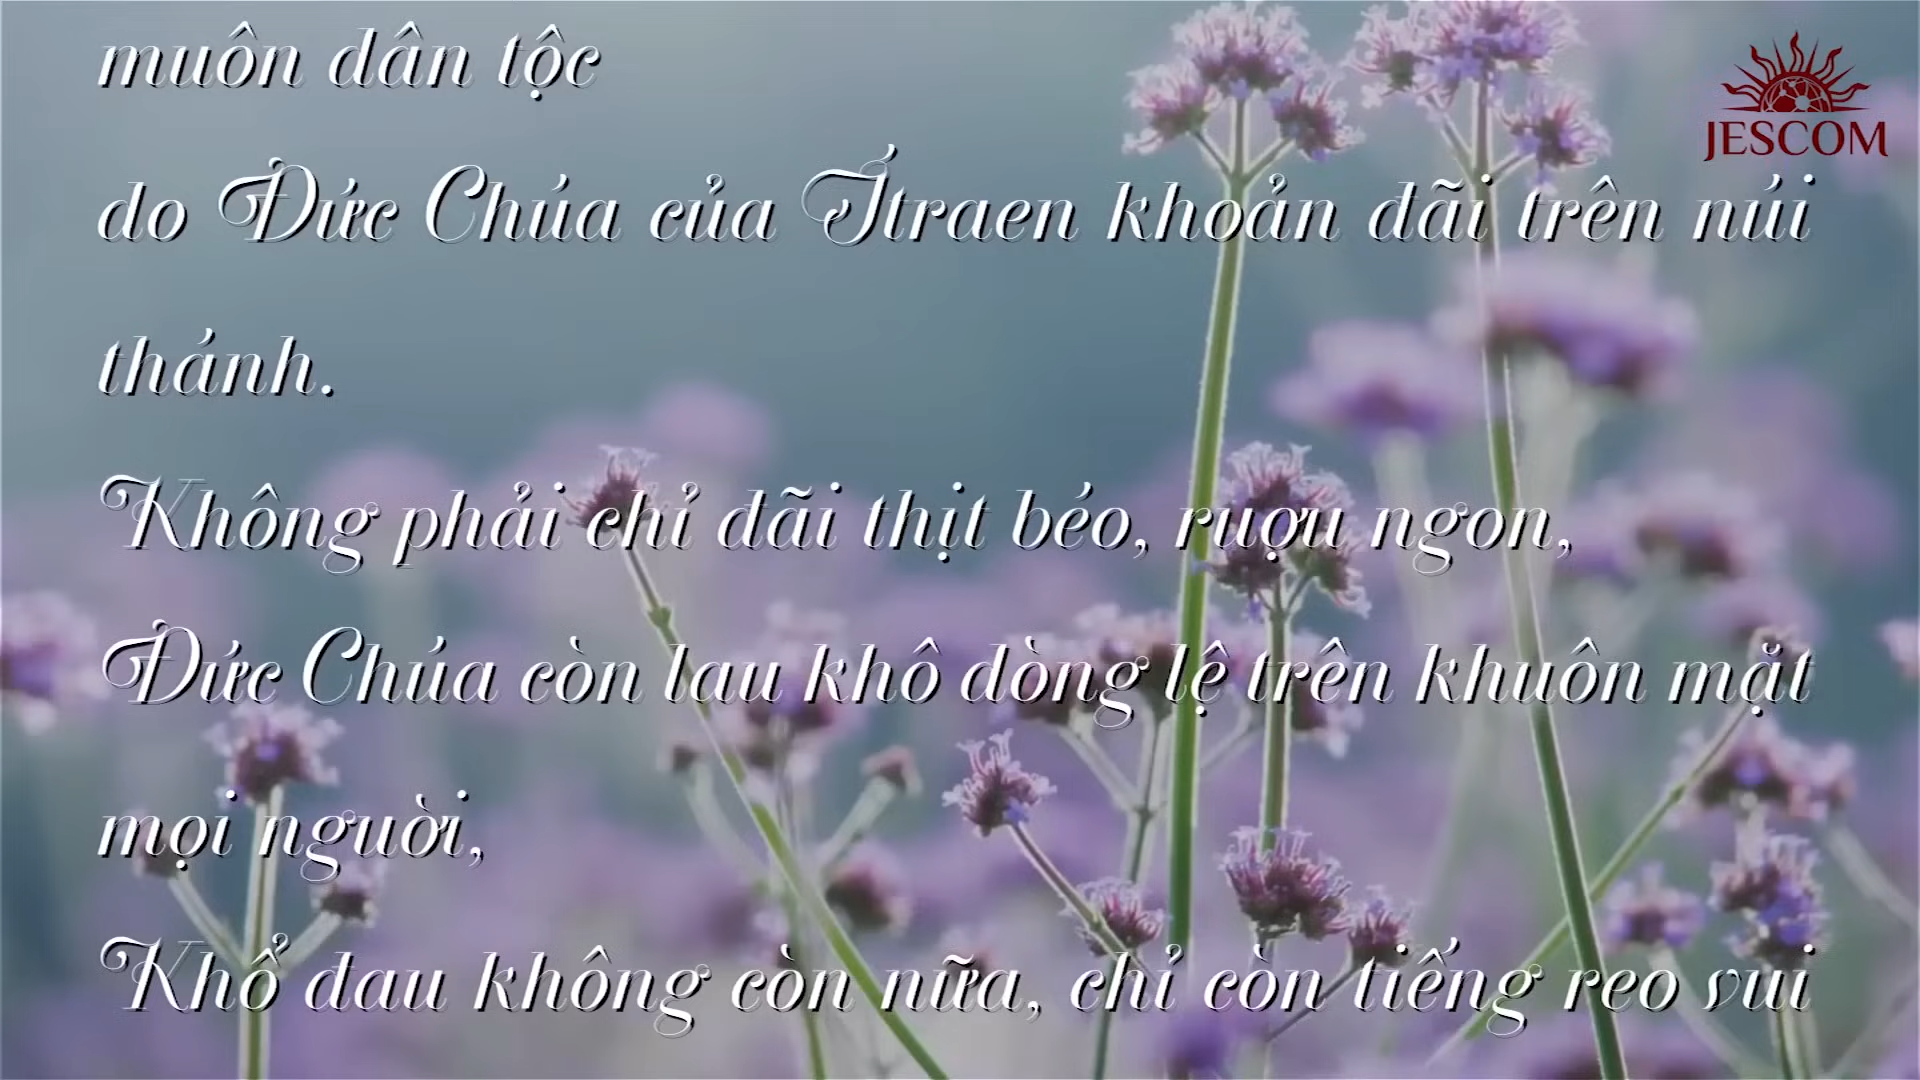 muôn dân tộc
JESCOM
do Đức Chúa của Ítraen khoản đãi trên núi
thánh.
Không phải chỉ đãi thịt béo, rượu ngon,
Đức Chúa còn lau khô dòng lệ trên khuôn mặt
mọi người,
Khổ đau không còn nữa, chỉ còn tiếng reo vui